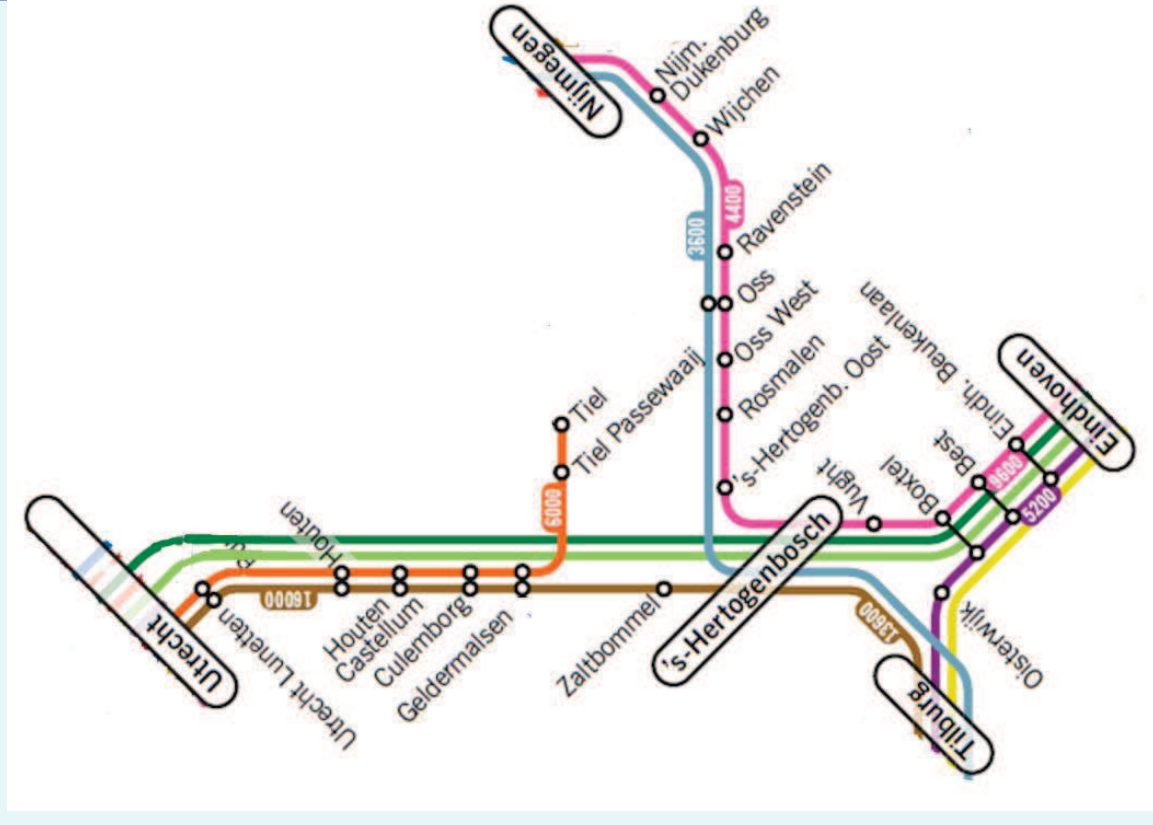 Nijmegen
Nijm.
Dukenburg
Wijchen
4400
3600
Ravenstein
Oss
Oss West
Rosmalen
's-Hertogenb. Oost
Eindh. Beukenlaan
Eindhoven
Best
Boxtel
Vught
9600
5200
Tiel
Tiel Passewaaij
6000
Houten
Utrecht
Utrecht Lunetten
16000
Houten
Castellum
Culemborg
Geldermalsen
Zaltbommel
's-Hertogenbosch
13600
Oisterwijk
Tilburg